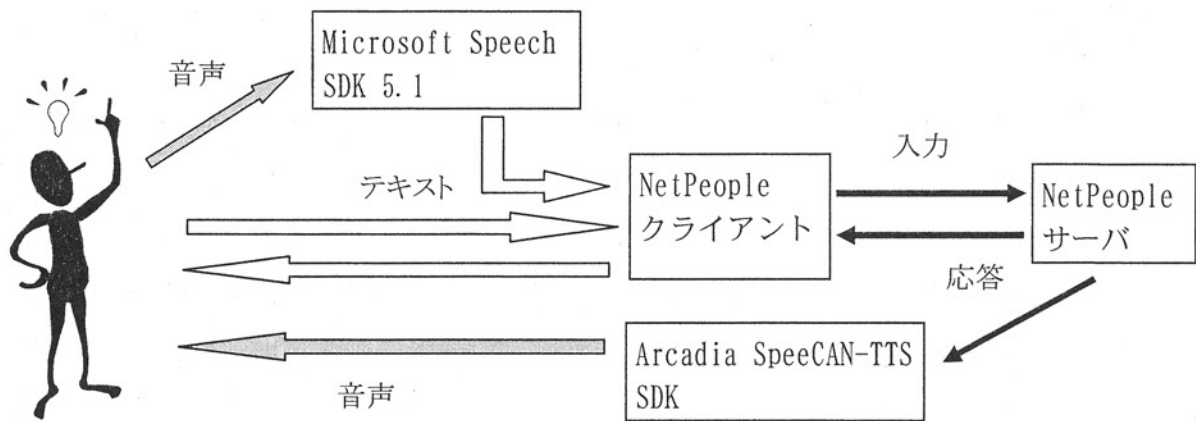 音声
Microsoft Speech
SDK 5.1
テキスト
NetPeople
クライアント
入力
NetPeople
サーバ
応答
Arcadia SpeeCAN-TTS
SDK
音声